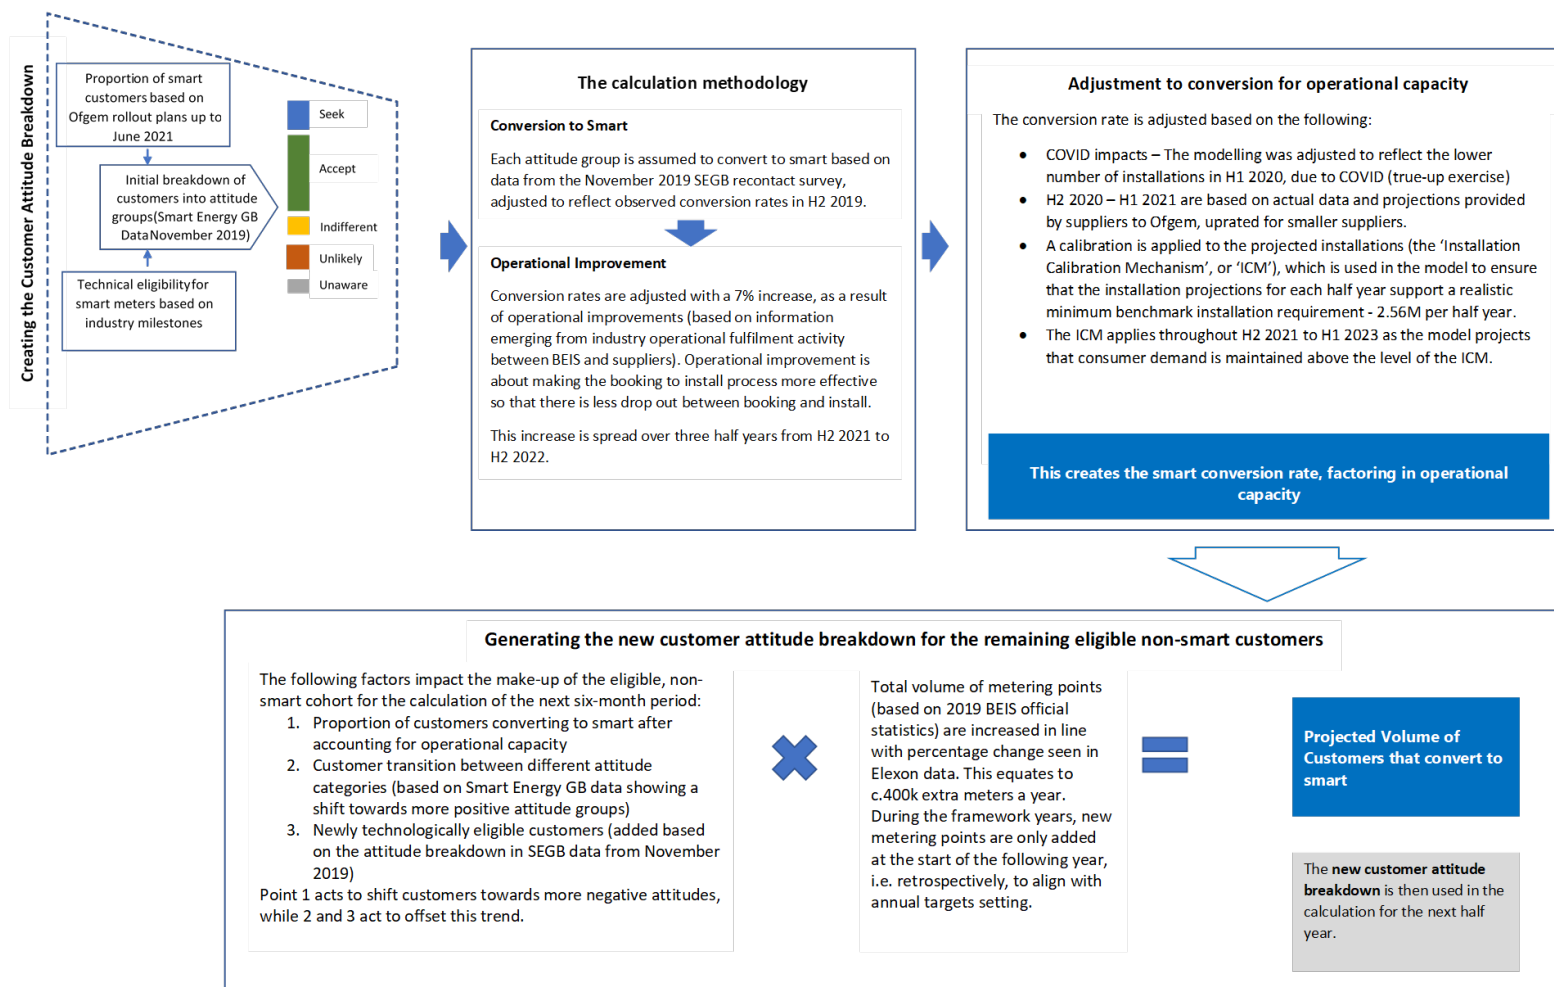 Creating the Customer Attitude Breakdown
Proportion of smart
customers based on
Ofgem rollout plans up to
June 2021
Initial breakdown of
customers into attitude
groups(Smart Energy GB
DataNovember 2019)
Technical eligibility for
smart meters based on
industry milestones
Seek
Accept
Indifferent
Unlikely
Unaware
The calculation methodology
Conversion to Smart
Each attitude group is assumed to convert to smart based on
data from the November 2019 SEGB recontact survey,
adjusted to reflect observed conversion rates in H2 2019.
Operational Improvement
Conversion rates are adjusted with a 7% increase, as a result
of operational improvements (based on information
emerging from industry operational fulfilment activity
between BEIS and suppliers). Operational improvement is
about making the booking to install process more effective
so that there is less drop out between booking and install.
This increase is spread over three half years from H2 2021 to
H2 2022.
Adjustment to conversion for operational capacity
The conversion rate is adjusted based on the following:
• COVID impacts – The modelling was adjusted to reflect the lower
number of installations in H1 2020, due to COVID (true-up exercise)
• H2 2020 – H1 2021 are based on actual data and projections provided
by suppliers to Ofgem, uprated for smaller suppliers.
• A calibration is applied to the projected installations (the ‘Installation
Calibration Mechanism’, or ‘ICM’), which is used in the model to ensure
that the installation projections for each half year support a realistic
minimum benchmark installation requirement - 2.56M per half year.
• The ICM applies throughout H2 2021 to H1 2023 as the model projects
that consumer demand is maintained above the level of the ICM.
This creates the smart conversion rate, factoring in operational
capacity
Generating the new customer attitude breakdown for the remaining eligible non-smart customers
The following factors impact the make-up of the eligible, non-
smart cohort for the calculation of the next six-month period:
1. Proportion of customers converting to smart after
accounting for operational capacity
2. Customer transition between different attitude
categories (based on Smart Energy GB data showing a
shift towards more positive attitude groups)
3. Newly technologically eligible customers (added based
on the attitude breakdown in SEGB data from November
2019)
Point 1 acts to shift customers towards more negative attitudes,
while 2 and 3 act to offset this trend.
Total volume of metering points
(based on 2019 BEIS official
statistics) are increased in line
with percentage change seen in
Elexon data. This equates to
c.400k extra meters a year.
During the framework years, new
metering points are only added
at the start of the following year,
i.e. retrospectively, to align with
annual targets setting.
Projected Volume of
Customers that convert to
smart
The new customer attitude
breakdown is then used in the
calculation for the next half
year.